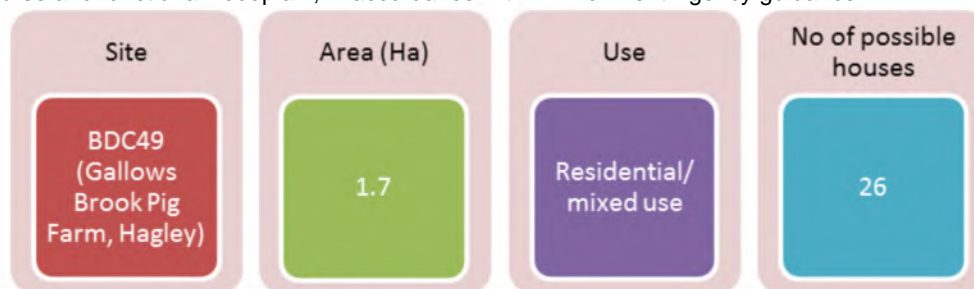 Site
BDC49
(Gallows
Brook Pig
Farm, Hagley)
Area (Ha)
1.7
Use
Residential/
mixed use
No of possible
houses
26